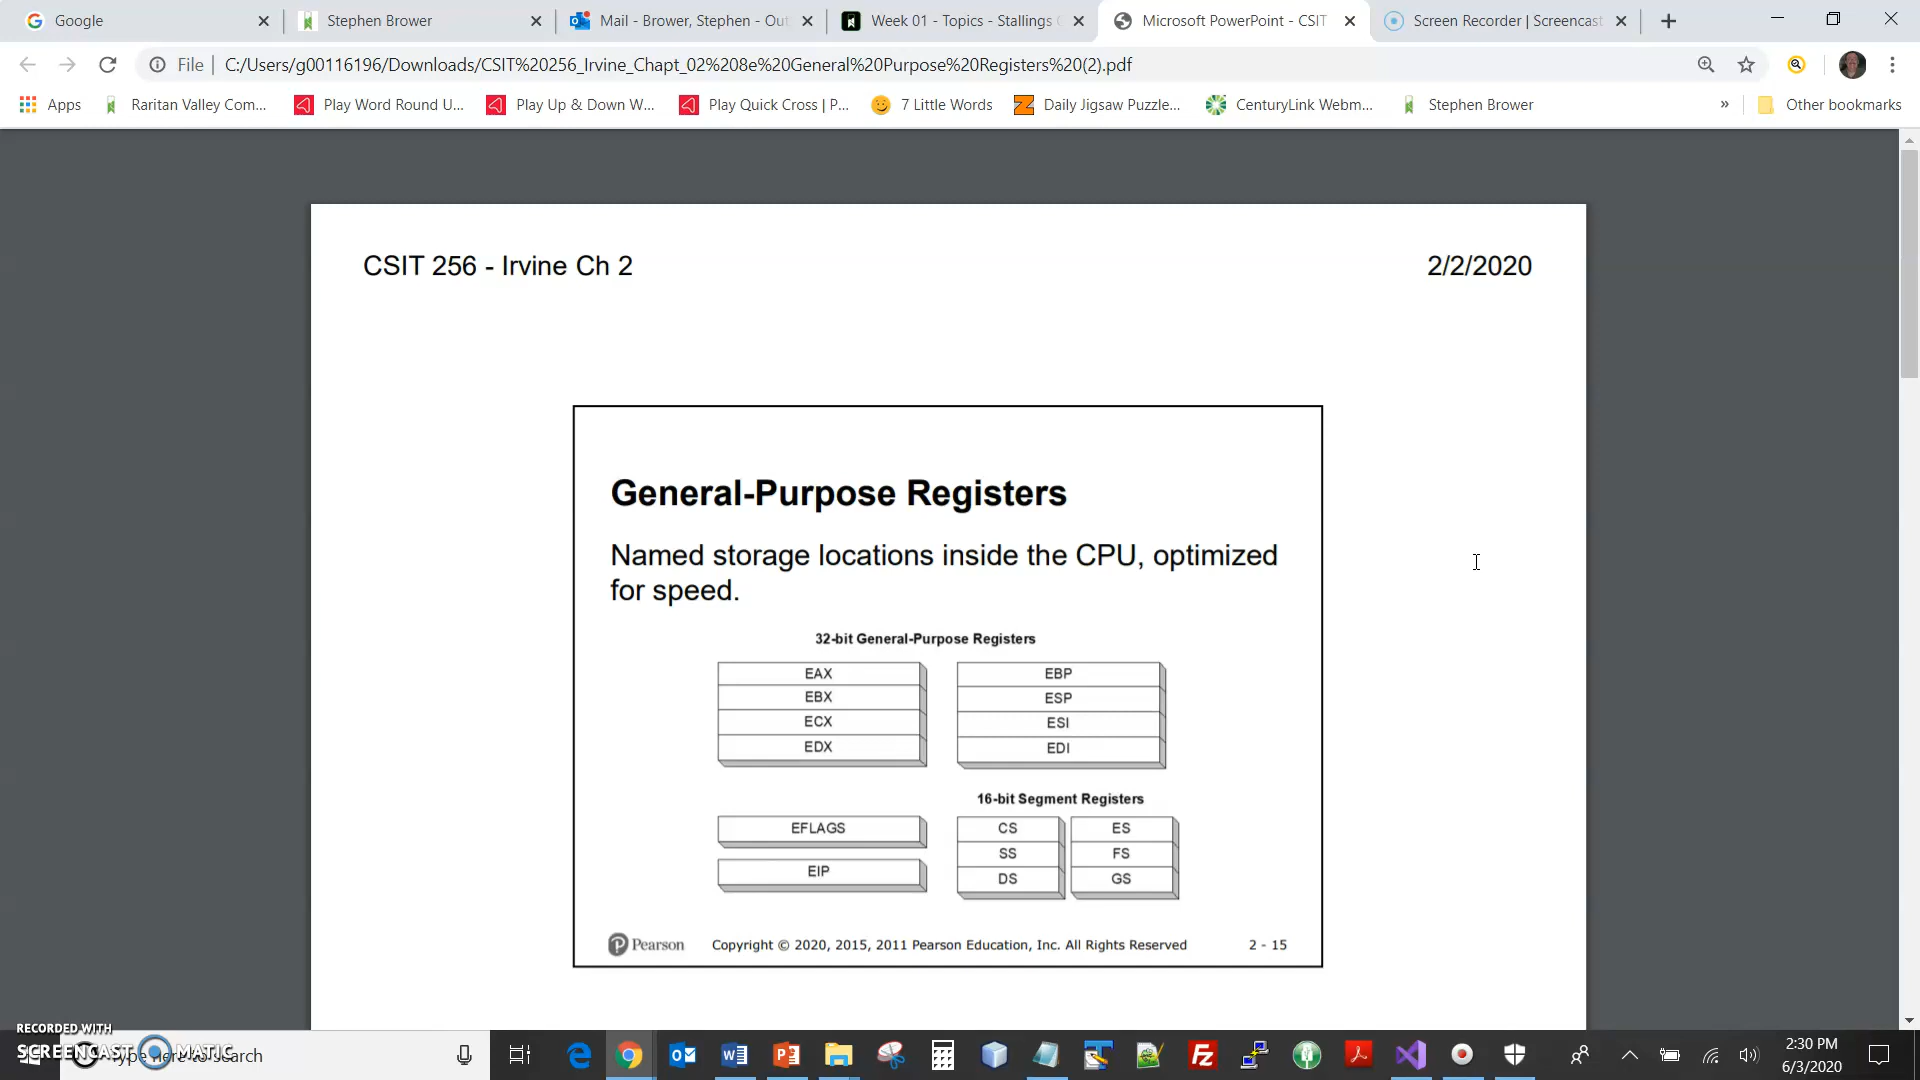 Google
Stephen Brower
Mail - Brower, Stephen - Out
Week 01 - Topics - Stallings
Microsoft PowerPoint - CSIT
Screen Recorder | Screencast
File
C:/Users/g00116196/Downloads/CSIT%20256_Irvine_Chapt_02%208e%20General%20Purpose%20Registers%20(2).pdf
Apps
Raritan Valley Com...
Play Word Round U...
Play Up & Down W...
Play Quick Cross | P...
7 Little Words
Daily Jigsaw Puzzle...
CenturyLink Webm...
Stephen Brower
»
Other bookmarks
CSIT 256 - Irvine Ch 2
2/2/2020
General-Purpose Registers
Named storage locations inside the CPU, optimized
for speed.
32-bit General-Purpose Registers
EAX
EBX
ECX
EDX
EBP
ESP
ESI
EDI
16-bit Segment Registers
EFLAGS
EIP
CS
SS
DS
ES
FS
GS
Pearson
Copyright © 2020, 2015, 2011 Pearson Education, Inc. All Rights Reserved
2 - 15
RECORDED WITH
SCREENCAST MATIC
Type here to search
2:30 PM
6/3/2020